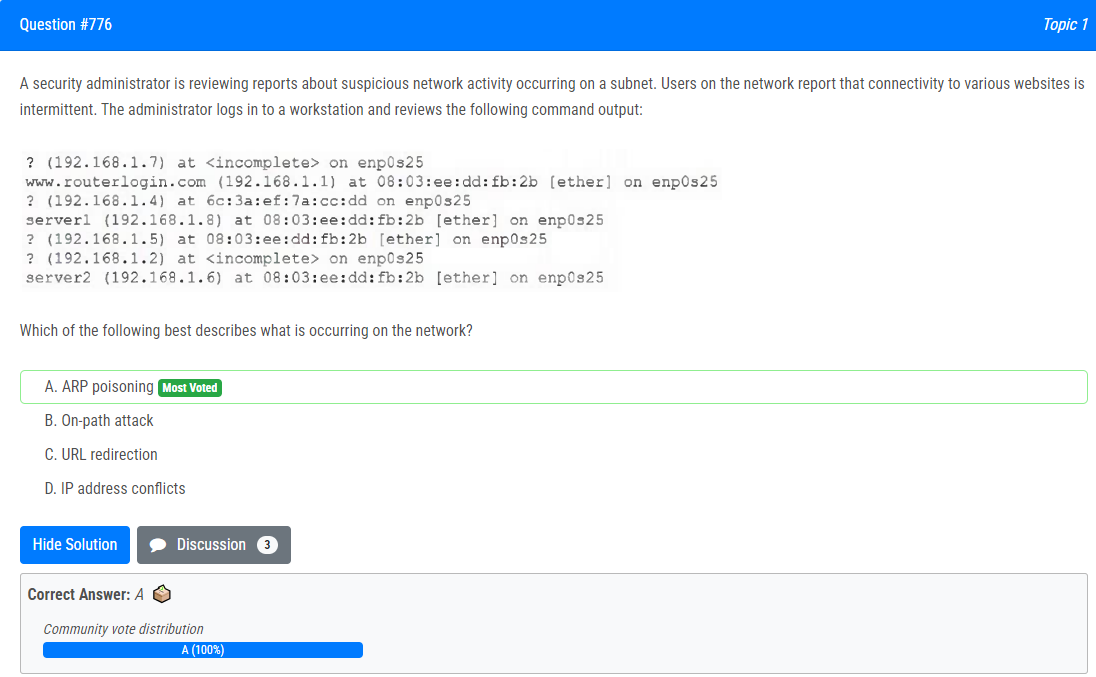 Question #776
Topic 1
A security administrator is reviewing reports about suspicious network activity occurring on a subnet. Users on the network report that connectivity to various websites is
intermittent. The administrator logs in to a workstation and reviews the following command output:
? (192.168.1.7) at <incomplete> on enp0s25
www.routerlogin.com (192.168.1.1) at 08:03:ee:dd:fb:2b [ether] on enp0s25
? (192.168.1.4) at 6c:3a:ef:7a:cc:dd on enp0s25
server1 (192.168.1.8) at 08:03:ee:dd:fb:2b [ether] on enp0s25
? (192.168.1.5) at 08:03:ee:dd:fb:2b [ether] on enp0s25
? (192.168.1.2) at <incomplete> on enp0s25
server2 (192.168.1.6) at 08:03:ee:dd:fb:2b [ether] on enp0s25
Which of the following best describes what is occurring on the network?
A. ARP poisoning Most Voted
B. On-path attack
C. URL redirection
D. IP address conflicts
Hide Solution Discussion 3
Correct Answer: A
Community vote distribution
A (100%)